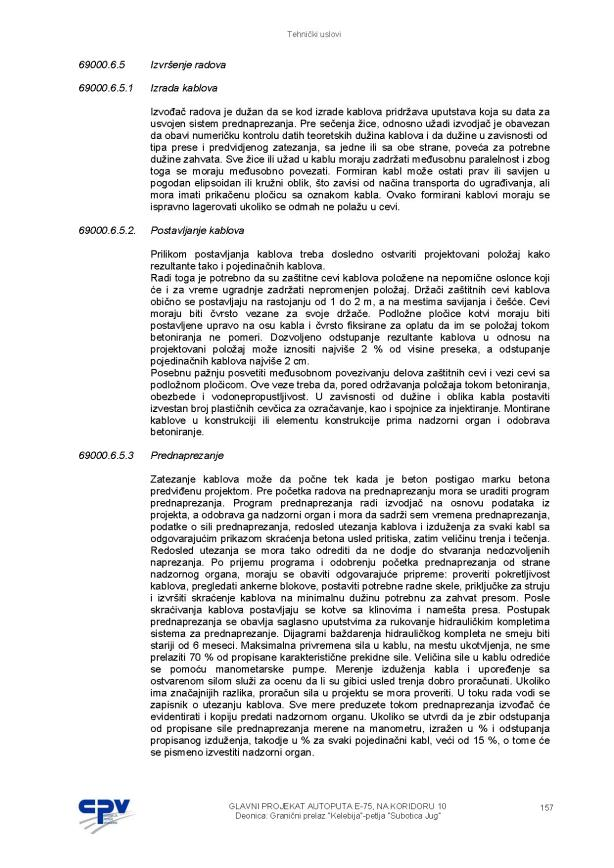 Tehnički uslovi
69000.6.5 Izvršenje radova
69000.6.5.1 Izrada kablova
Izvođač radova je dužan da se kod izrade kablova pridržava uputstava koja su data za
usvojen sistem prednaprezanja. Pre sečenja žice, odnosno užadi izvodjač je obavezan
da obavi numeričku kontrolu datih teoretskih dužina kablova i da dužine u zavisnosti od
tipa prese i predvidjenog zatezanja, sa jedne ili sa obe strane, poveća za potrebne
dužine zahvata. Sve žice ili užad u kablu moraju zadržati međusobnu paralelnost i zbog
toga se moraju međusobno povezati. Formiran kabl može ostati prav ili savijen u
pogodan elipsoidan ili kružni oblik, što zavisi od načina transporta do ugrađivanja, ali
mora imati prikačenu pločicu sa oznakom kabla. Ovako formirani kablovi moraju se
ispravno lagerovati ukoliko se odmah ne polažu u cevi.
69000.6.5.2. Postavljanje kablova
Prilikom postavljanja kablova treba dosledno ostvariti projektovani položaj kako
rezultante tako i pojedinačnih kablova.
Radi toga je potrebno da su zaštitne cevi kablova položene na nepomične oslonce koji
će i za vreme ugradnje zadržati nepromenjen položaj. Držači zaštitnih cevi kablova
obično se postavljaju na rastojanju od 1 do 2 m, a na mestima savijanja i češće. Cevi
moraju biti čvrsto vezane za svoje držače. Podložne pločice kotvi moraju biti
postavljene upravo na osu kabla i čvrsto fiksirane za oplatu da im se položaj tokom
betoniranja ne pomeri. Dozvoljeno odstupanje rezultante kablova u odnosu na
projektovani položaj može iznositi najviše 2 % od visine preseka, a odstupanje
pojedinačnih kablova najviše 2 cm.
Posebnu pažnju posvetiti međusobnom povezivanju delova zaštitnih cevi i vezi cevi sa
podložnom pločicom. Ove veze treba da, pored održavanja položaja tokom betoniranja,
obezbede i vodonepropustljivost. U zavisnosti od dužine i oblika kabla postaviti
izvestan broj plastičnih cevčica za ozračavanje, kao i spojnice za injektiranje. Montirane
kablove u konstrukciji ili elementu konstrukcije prima nadzorni organ i odobrava
betoniranje.
69000.6.5.3 Prednaprezanje
Zatezanje kablova može da počne tek kada je beton postigao marku betona
predviđenu projektom. Pre početka radova na prednaprezanju mora se uraditi program
prednaprezanja. Program prednaprezanja radi izvodjač na osnovu podataka iz
projekta, a odobrava ga nadzorni organ i mora da sadrži sem vremena prednaprezanja,
podatke o sili prednaprezanja, redosled utezanja kablova i izduženja za svaki kabl sa
odgovarajućim prikazom skraćenja betona usled pritiska, zatim veličinu trenja i tečenja.
Redosled utezanja se mora tako odrediti da ne dodje do stvaranja nedozvoljenih
naprezanja. Po prijemu programa i odobrenju početka prednaprezanja od strane
nadzornog organa, moraju se obaviti odgovarajuće pripreme: proveriti pokretljivost
kablova, pregledati ankerne blokove, postaviti potrebne radne skele, priključke za struju
i izvršiti skraćenje kablova na minimalnu dužinu potrebnu za zahvat presom. Posle
skraćivanja kablova postavljaju se kotve sa klinovima i namešta presa. Postupak
prednaprezanja se obavlja saglasno uputstvima za rukovanje hidrauličkim kompletima
sistema za prednaprezanje. Dijagrami baždarenja hidrauličkog kompleta ne smeju biti
stariji od 6 meseci. Maksimalna privremena sila u kablu, na mestu ukotvljenja, ne sme
prelaziti 70 % od propisane karakteristične prekidne sile. Veličina sile u kablu odrediće
se pomoću manometarske pumpe. Merenje izduženja kabla i upoređenje sa
ostvarenom silom služi za ocenu da li su gibici usled trenja dobro proračunati. Ukoliko
ima značajnijih razlika, proračun sila u projektu se mora proveriti. U toku rada vodi se
zapisnik o utezanju kablova. Sve mere preduzete tokom prednaprezanja izvođač će
evidentirati i kopiju predati nadzornom organu. Ukoliko se utvrdi da je zbir odstupanja
od propisane sile prednaprezanja merene na manometru, izražen u % i odstupanja
propisanog izduženja, takodje u % za svaki pojedinačni kabl, veći od 15 %, o tome će
se pismeno izvestiti nadzorni organ.
CPV
GLAVNI PROJEKAT AUTOPUTA E-75, NA KORIDORU 10 157
Deonica: Granični prelaz "Kelebija"-petlja "Subotica Jug"